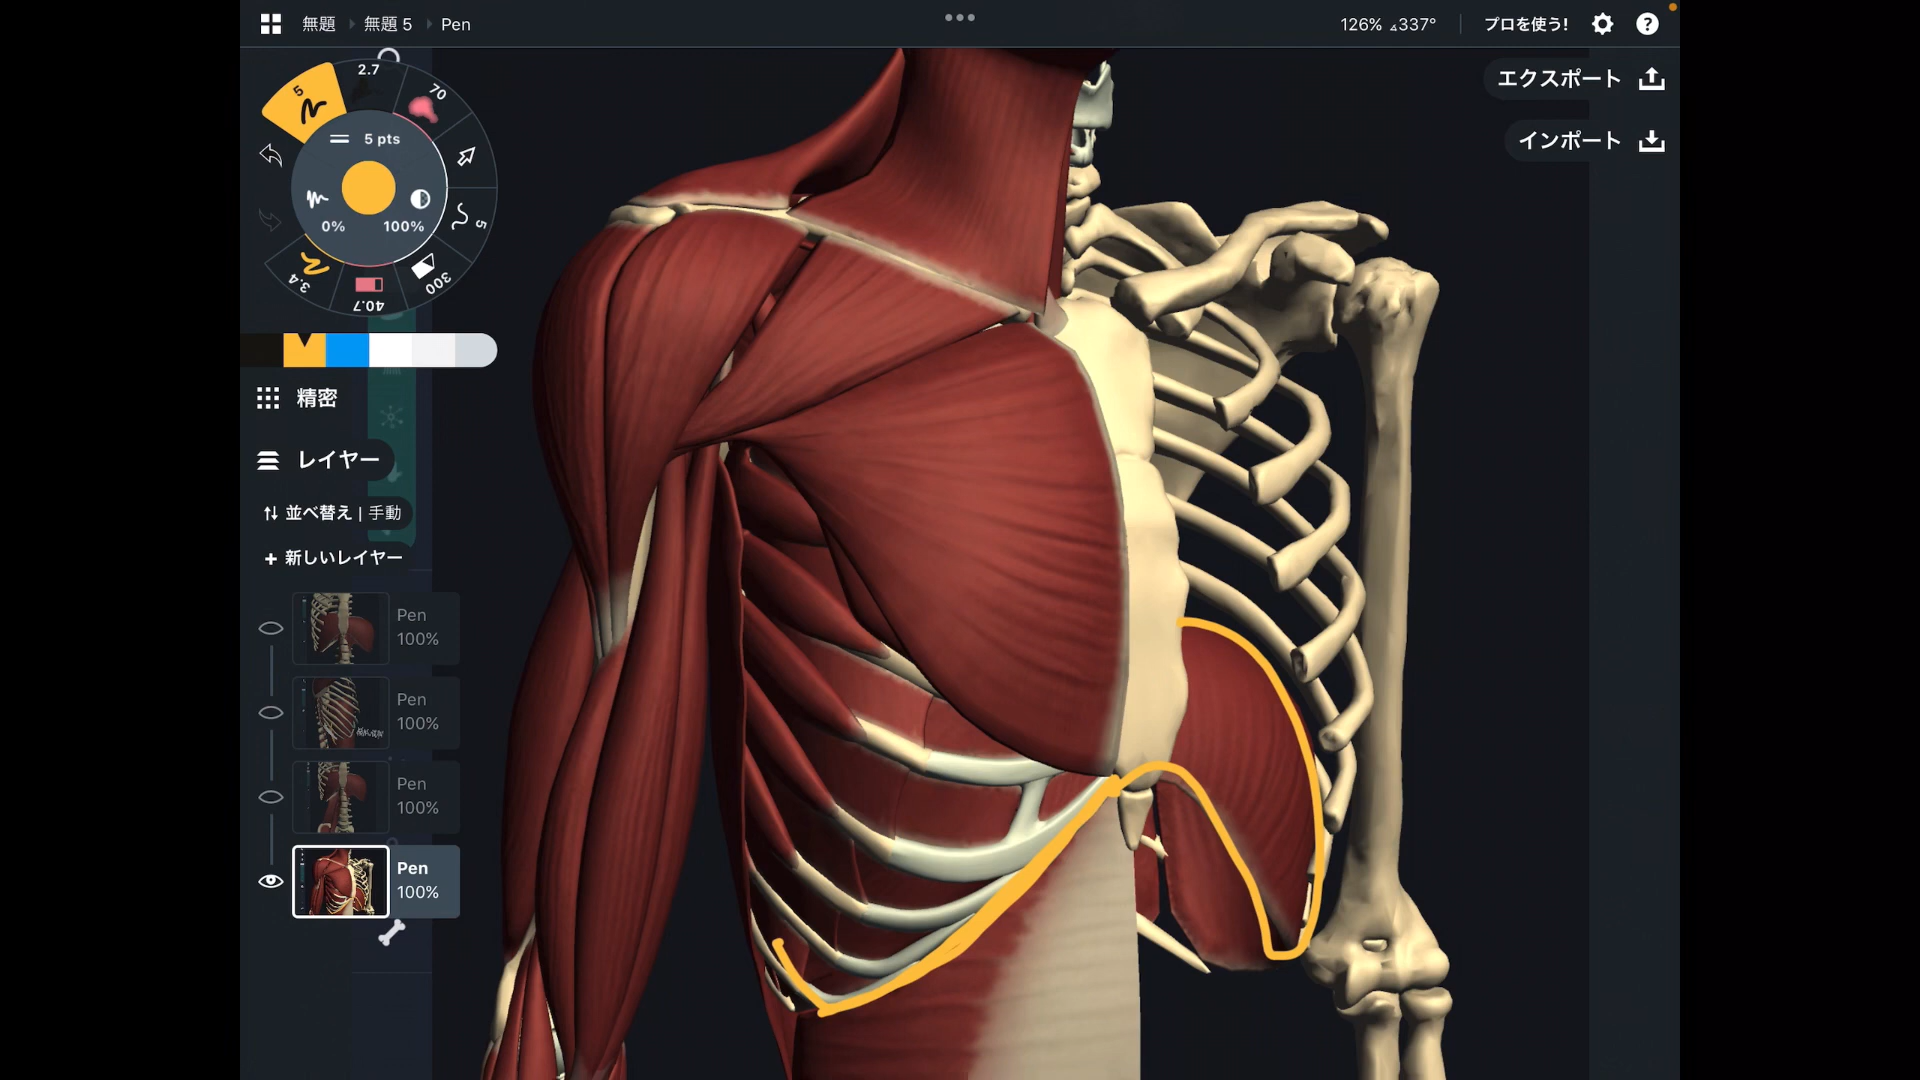 無題 無題 5 Pen
126% ⊿337°
プロを使う!
エクスポート
インポート
2.7
70
5
5 pts
0%
100%
5
300
40.7
3.4
精密
レイヤー
並べ替え | 手動
+ 新しいレイヤー
Pen
100%
Pen
100%
Pen
100%
Pen
100%